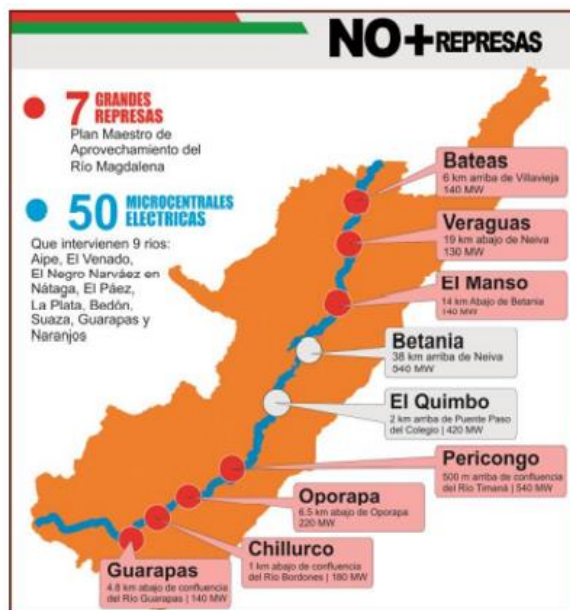 NO+REPRESAS
7 GRANDES
REPRESAS
Plan Maestro de
Aprovechamiento del
Río Magdalena
50 MICROCENTRALES
ELECTRICAS
Que intervienen 9 rios:
Aipe, El Venado,
El Negro Narváez en
Nátaga, El Páez,
La Plata, Bedón,
Suaza, Guarapas y
Naranjos
Bateas
6 km arriba de Villavieja
140 MW
Veraguas
19 km abajo de Neiva
130 MW
El Manso
14 km Abajo de Betania
140 MW
Betania
38 km arriba de Neiva
540 MW
El Quimbo
2 km arriba de Puente Paso
del Colegio | 420 MW
Pericongo
500 m arriba de confluencia
del Río Timaná | 540 MW
Oporapa
6.5 km abajo de Oporapa
220 MW
Chillurco
1 km abajo de confluencia
del Río Bordones | 180 MW
Guarapas
4.8 km abajo de confluencia
del Río Guarapas | 140 MW